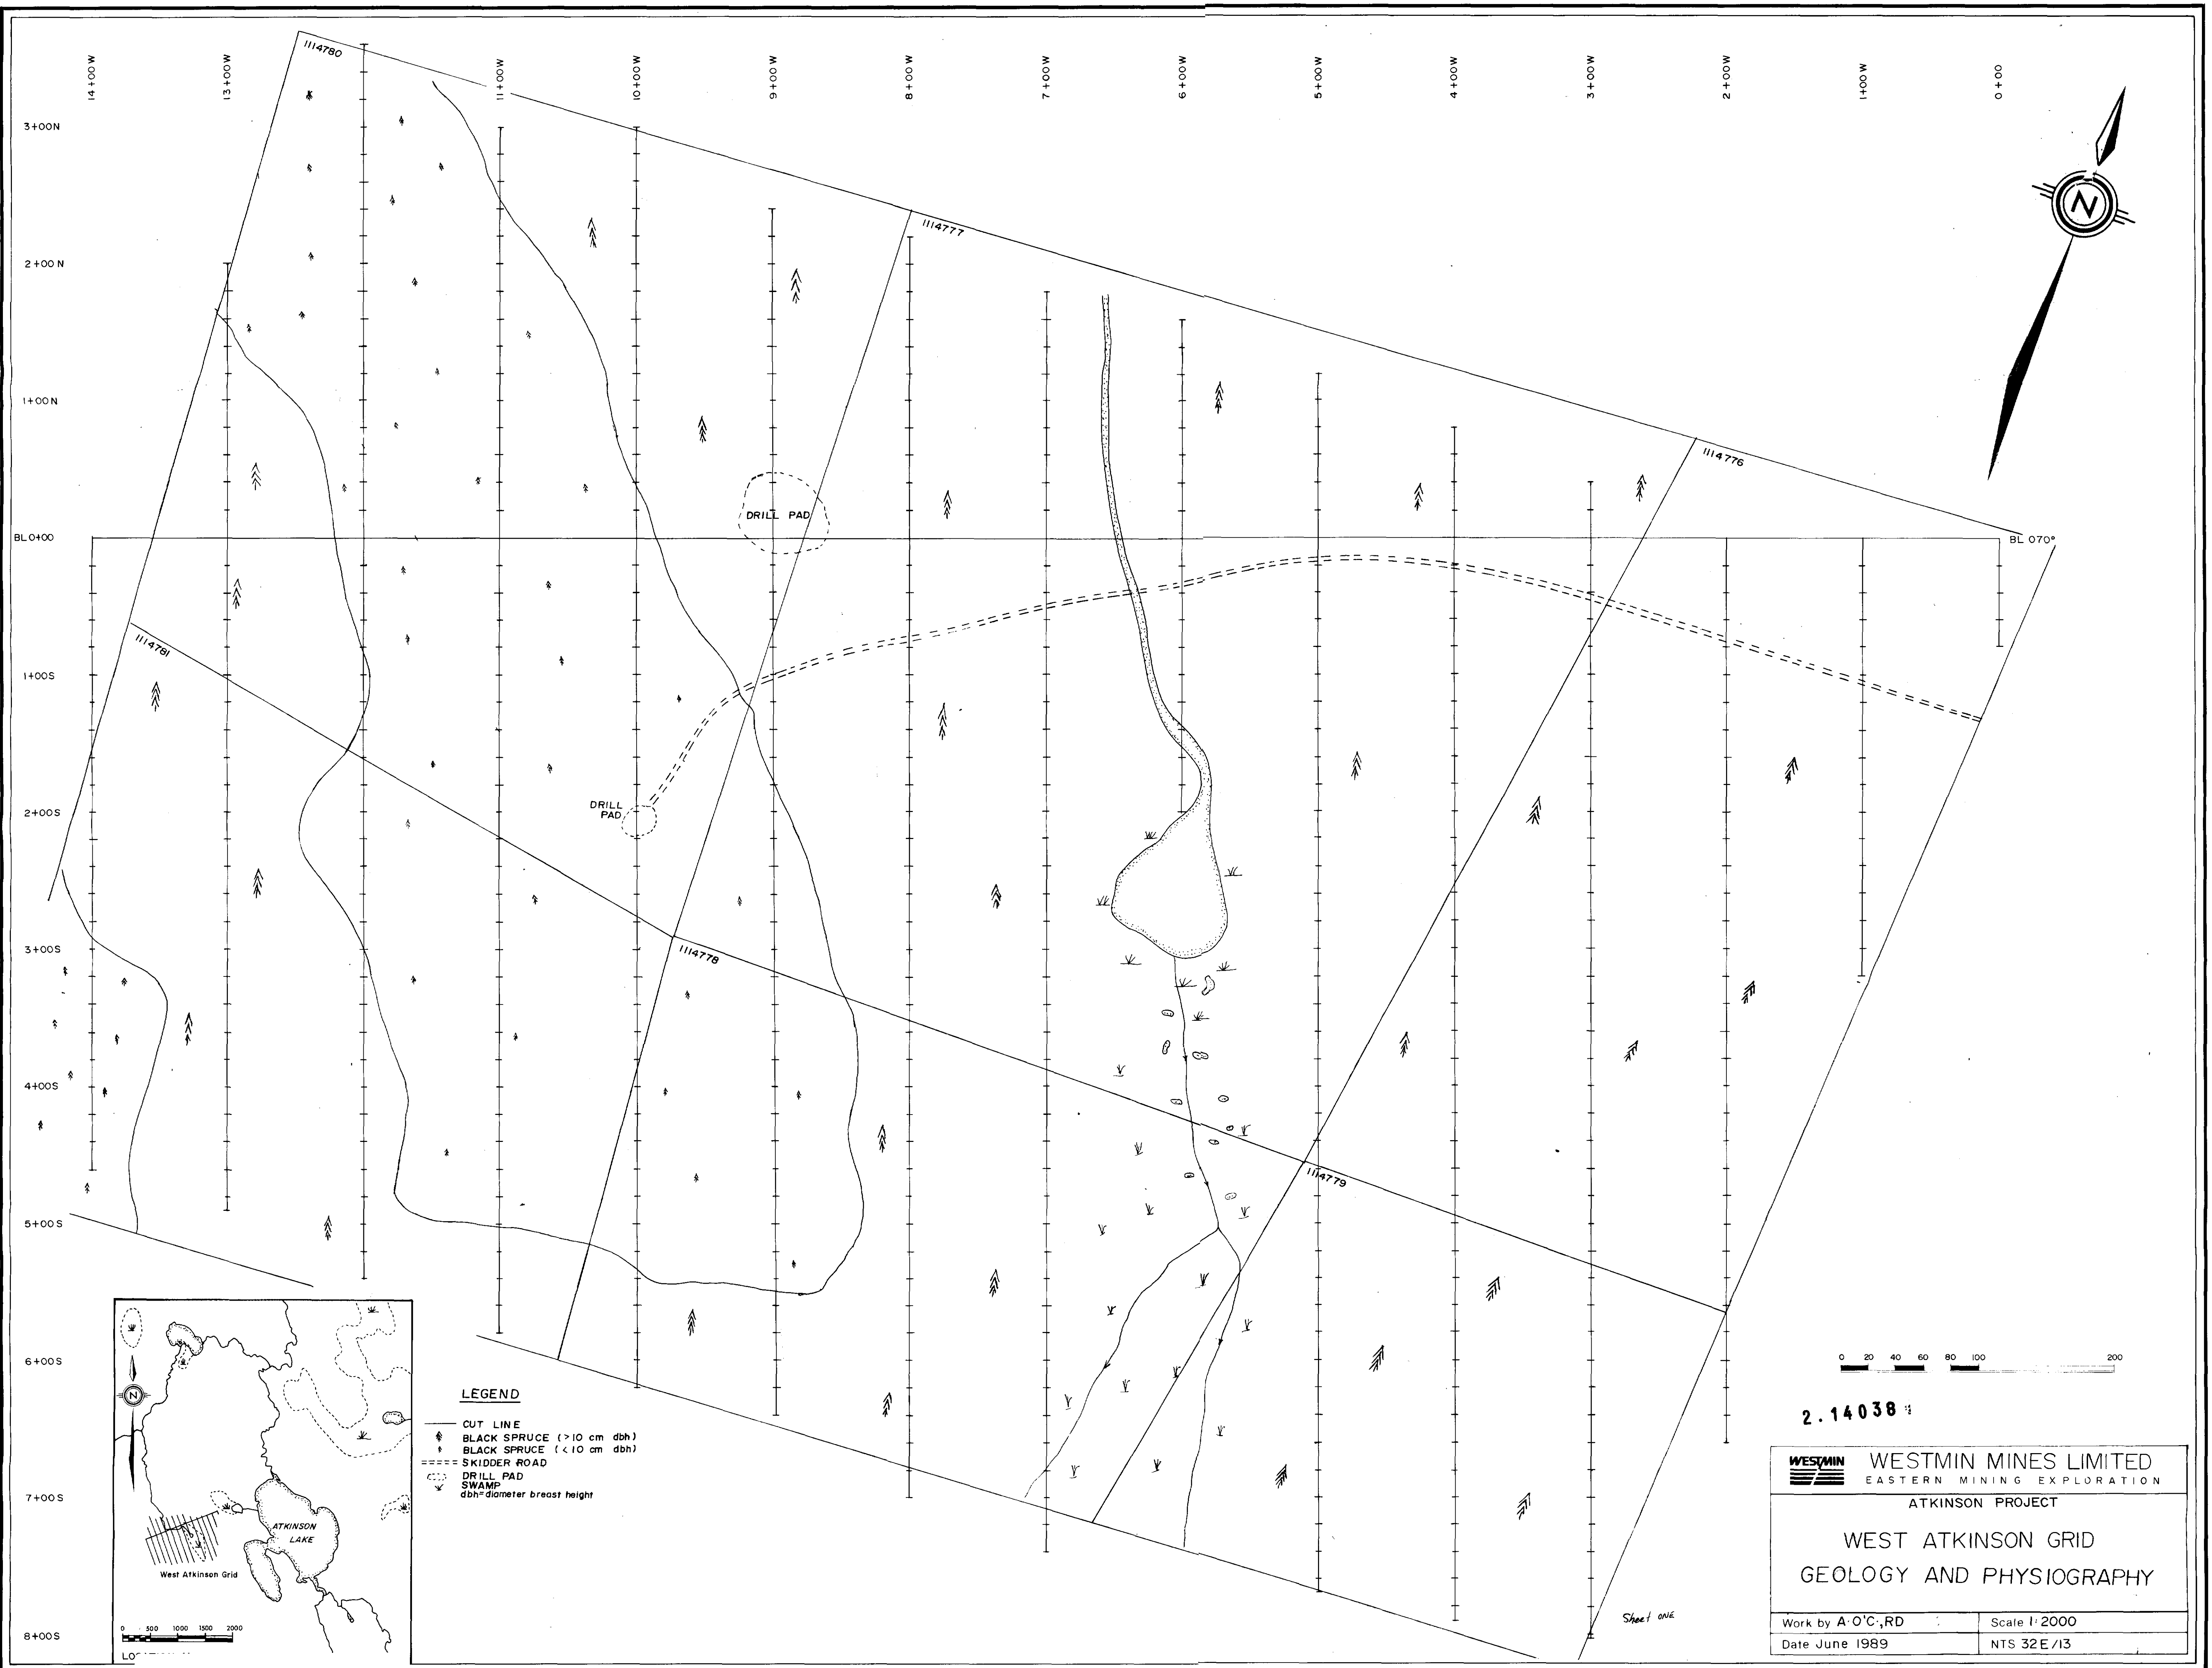 1114780
14+00W
13+00W
11+00W
10+00W
9+00W
8+00W
7+00W
6+00W
5+00W
4+00W
3+00W
2+00W
1+00W
0+00
3+00N
2+00N
1+00N
BL 0+00
1+00S
2+00S
3+00S
4+00S
5+00S
6+00S
7+00S
8+00S
N
1114777
1114776
DRILL PAD
BL 070°
1114781
DRILL
PAD
1114778
1114779
N
ATKINSON
LAKE
West Atkinson Grid
0 500 1000 1500 2000
LEGEND
CUT LINE
BLACK SPRUCE (>10 cm dbh)
BLACK SPRUCE (<10 cm dbh)
SKIDDER ROAD
DRILL PAD
SWAMP
dbh=diameter breast height
0 20 40 60 80 100 200
2.14038
WESTMIN
WESTMIN MINES LIMITED
EASTERN MINING EXPLORATION
ATKINSON PROJECT
WEST ATKINSON GRID
GEOLOGY AND PHYSIOGRAPHY
Work by A.O'C.,RD
Scale 1:2000
Date June 1989
NTS 32E/13
Sheet ONE